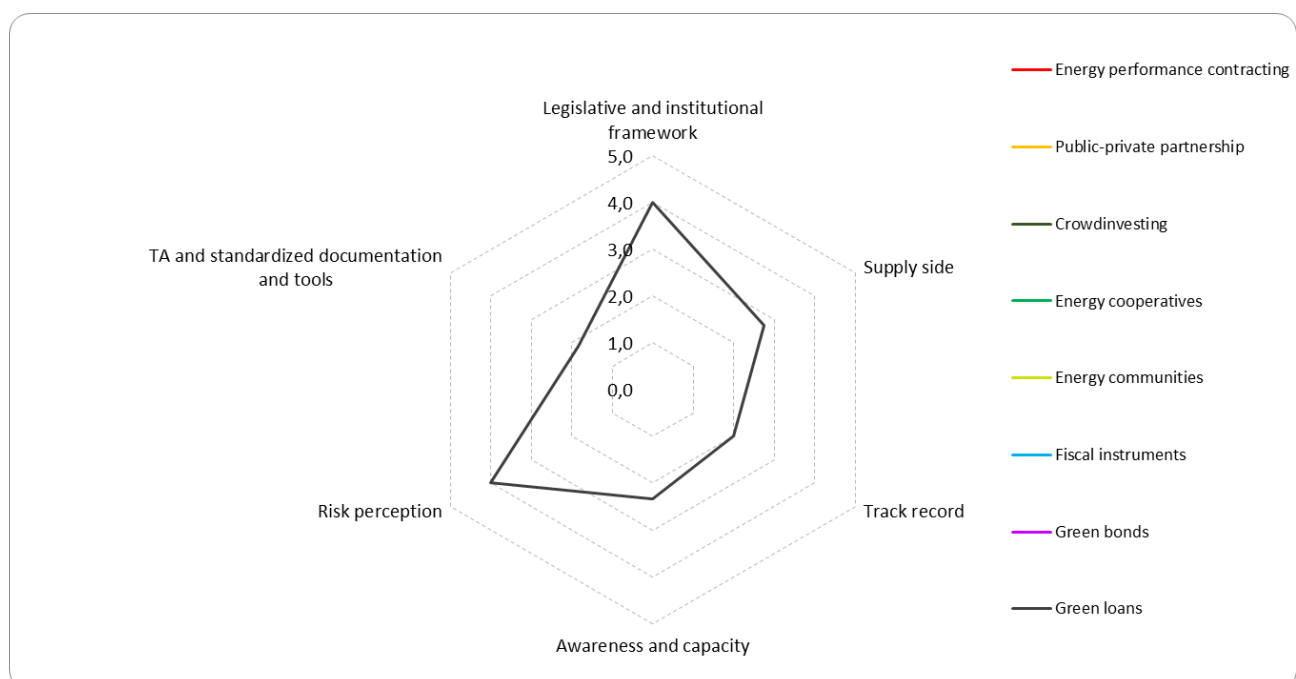 Legislative and institutional
framework
5,0
4,0
3,0
2,0
1,0
0,0
Supply side
Track record
Awareness and capacity
Risk perception
TA and standardized documentation
and tools
Energy performance contracting
Public-private partnership
Crowdinvesting
Energy cooperatives
Energy communities
Fiscal instruments
Green bonds
Green loans